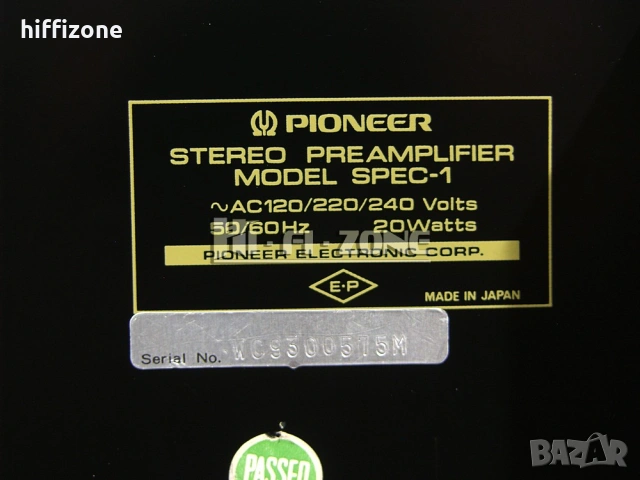 hiffizone
PIONEER
STEREO PREAMPLIFIER
MODEL SPEC-1
~AC120/220/240 Volts
50/60Hz 20Watts
HI-FI-ZONE
PIONEER ELECTRONIC CORP.
E·P
MADE IN JAPAN
Serial No. WC9300575M
PASSED
BAZAR